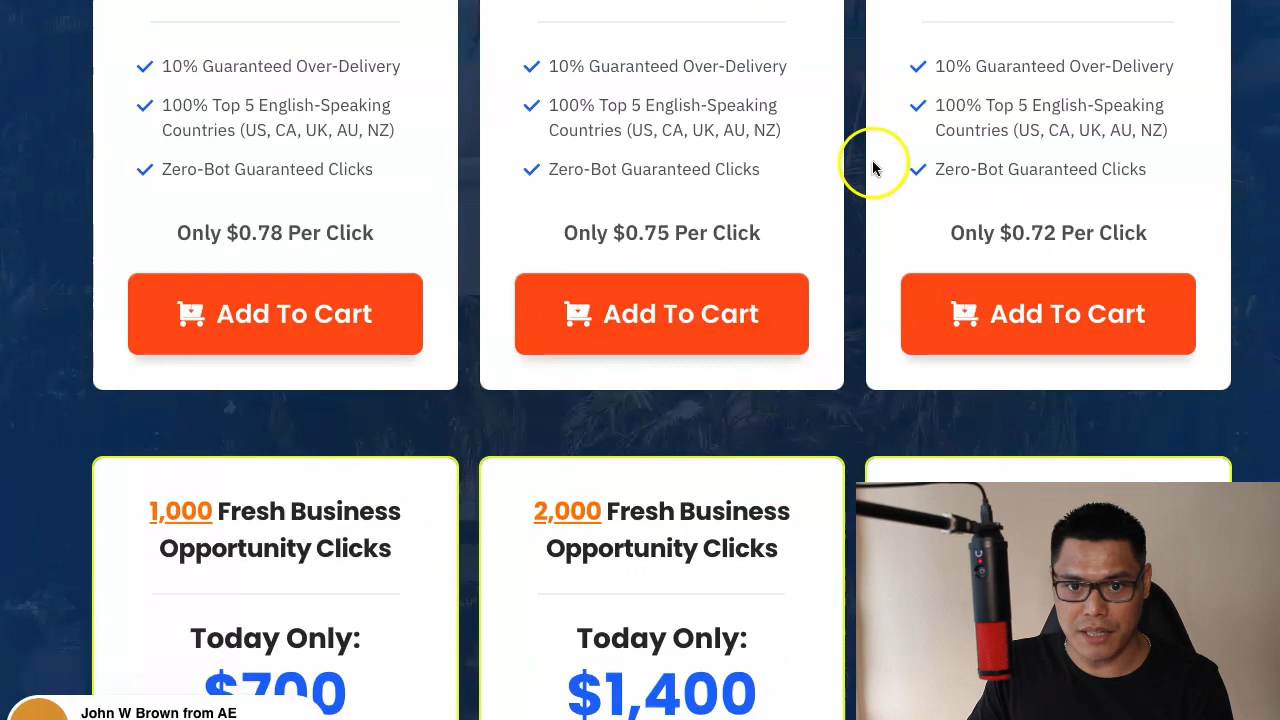 10% Guaranteed Over-Delivery
100% Top 5 English-Speaking
Countries (US, CA, UK, AU, NZ)
Zero-Bot Guaranteed Clicks
Only $0.78 Per Click
Add To Cart
10% Guaranteed Over-Delivery
100% Top 5 English-Speaking
Countries (US, CA, UK, AU, NZ)
Zero-Bot Guaranteed Clicks
Only $0.75 Per Click
Add To Cart
10% Guaranteed Over-Delivery
100% Top 5 English-Speaking
Countries (US, CA, UK, AU, NZ)
Zero-Bot Guaranteed Clicks
Only $0.72 Per Click
Add To Cart
1,000 Fresh Business
Opportunity Clicks
Today Only:
$700
2,000 Fresh Business
Opportunity Clicks
Today Only:
$1,400
John W Brown from AE